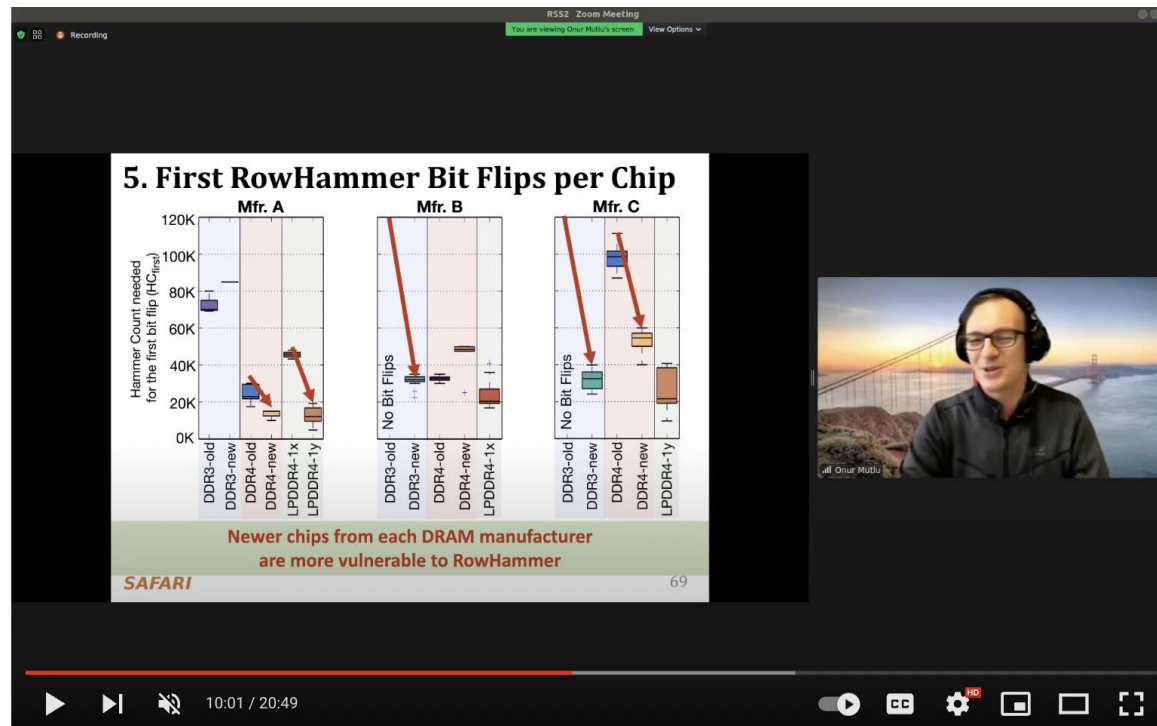 RSS2 Zoom Meeting
Recording
You are viewing Onur Mutlu's screen View Options
5. First RowHammer Bit Flips per Chip
Mfr. A Mfr. B Mfr. C
Hammer Count needed
for the first bit flip (HCfirst)
120K
100K
80K
60K
40K
20K
0K
No Bit Flips
No Bit Flips
DDR3-old
DDR3-new
DDR4-old
DDR4-new
LPDDR4-1x
LPDDR4-1y
DDR3-old
DDR3-new
DDR4-old
DDR4-new
LPDDR4-1x
DDR3-old
DDR3-new
DDR4-old
DDR4-new
LPDDR4-1y
Newer chips from each DRAM manufacturer
are more vulnerable to RowHammer
SAFARI 69
Onur Mutlu
10:01 / 20:49
CC
HD